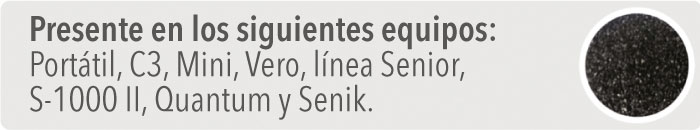 Presente en los siguientes equipos:
Portátil, C3, Mini, Vero, línea Senior,
S-1000 II, Quantum y Senik.